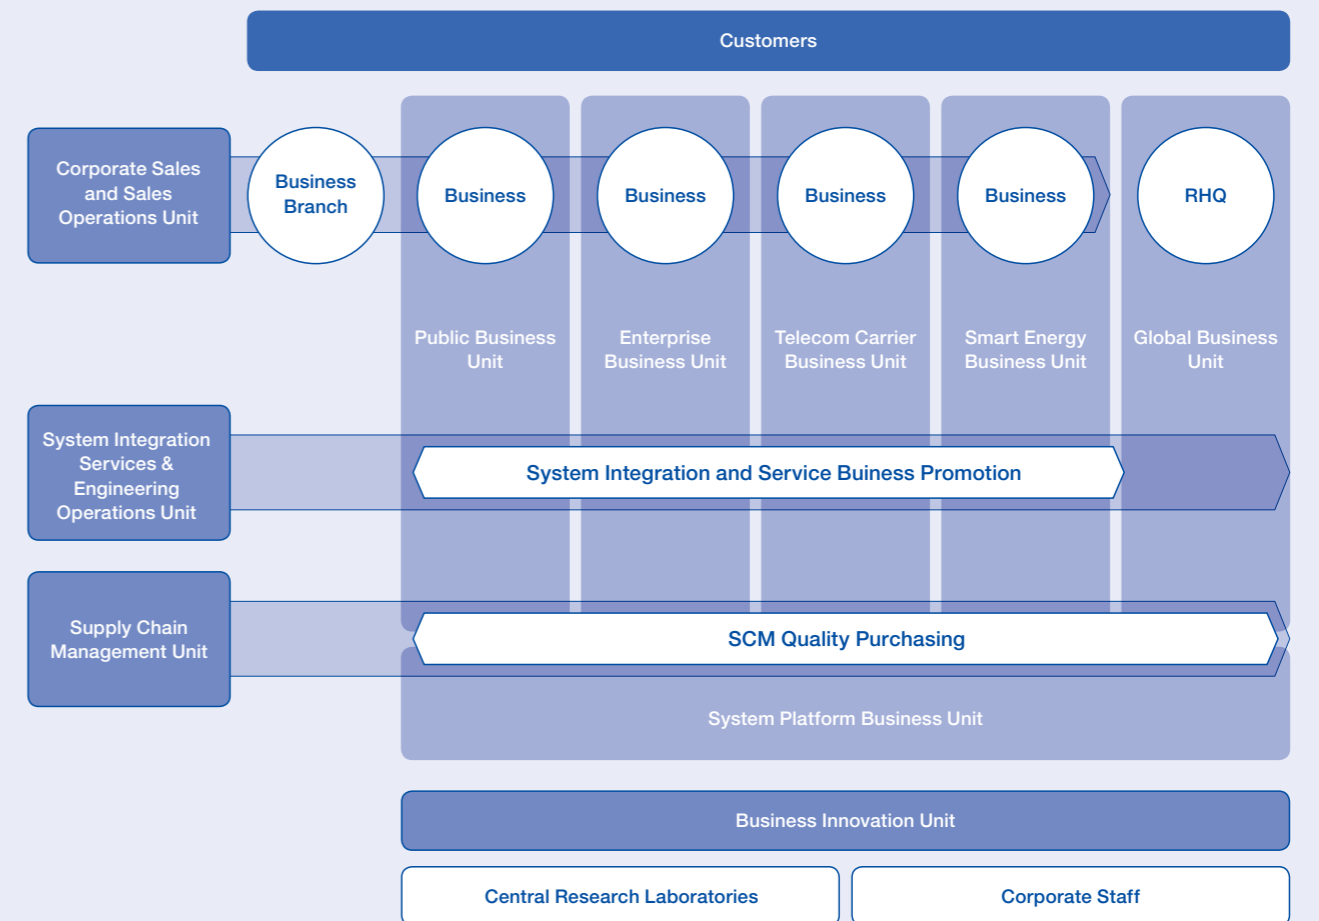 Customers
Corporate Sales
and Sales
Operations Unit
Business
Branch
Business
Business
Business
Business
RHQ
Public Business
Unit
Enterprise
Business Unit
Telecom Carrier
Business Unit
Smart Energy
Business Unit
Global Business
Unit
System Integration
Services &
Engineering
Operations Unit
System Integration and Service Buiness Promotion
Supply Chain
Management Unit
SCM Quality Purchasing
System Platform Business Unit
Business Innovation Unit
Central Research Laboratories
Corporate Staff